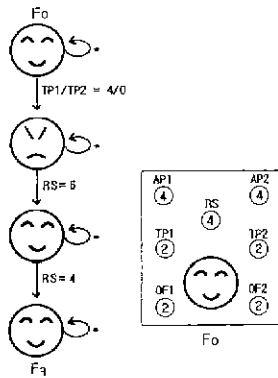 Fo
*
TP1/TP2 = 4/0
*
RS= 6
*
RS= 4
*
F3
AP1
4
AP2
4
RS
4
TP1
2
TP2
2
OF1
2
OF2
2
Fo